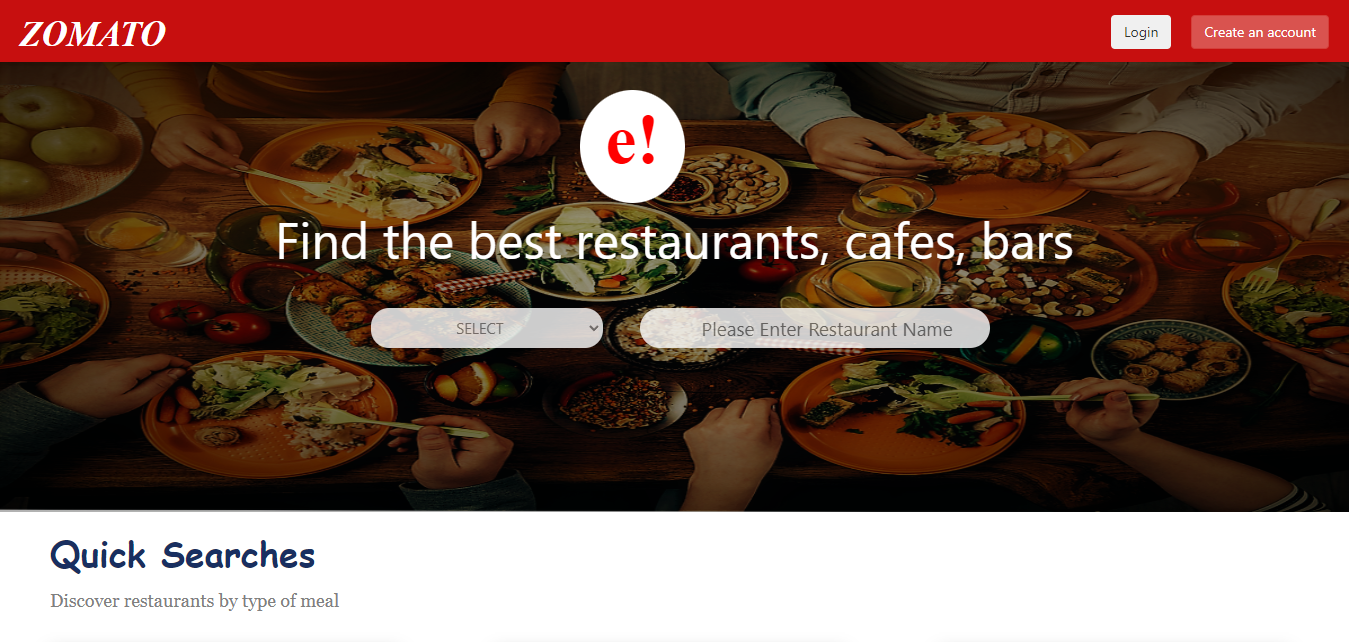 ZOMATO
Login
Create an account
e!
Find the best restaurants, cafes, bars
SELECT
Please Enter Restaurant Name
Quick Searches
Discover restaurants by type of meal